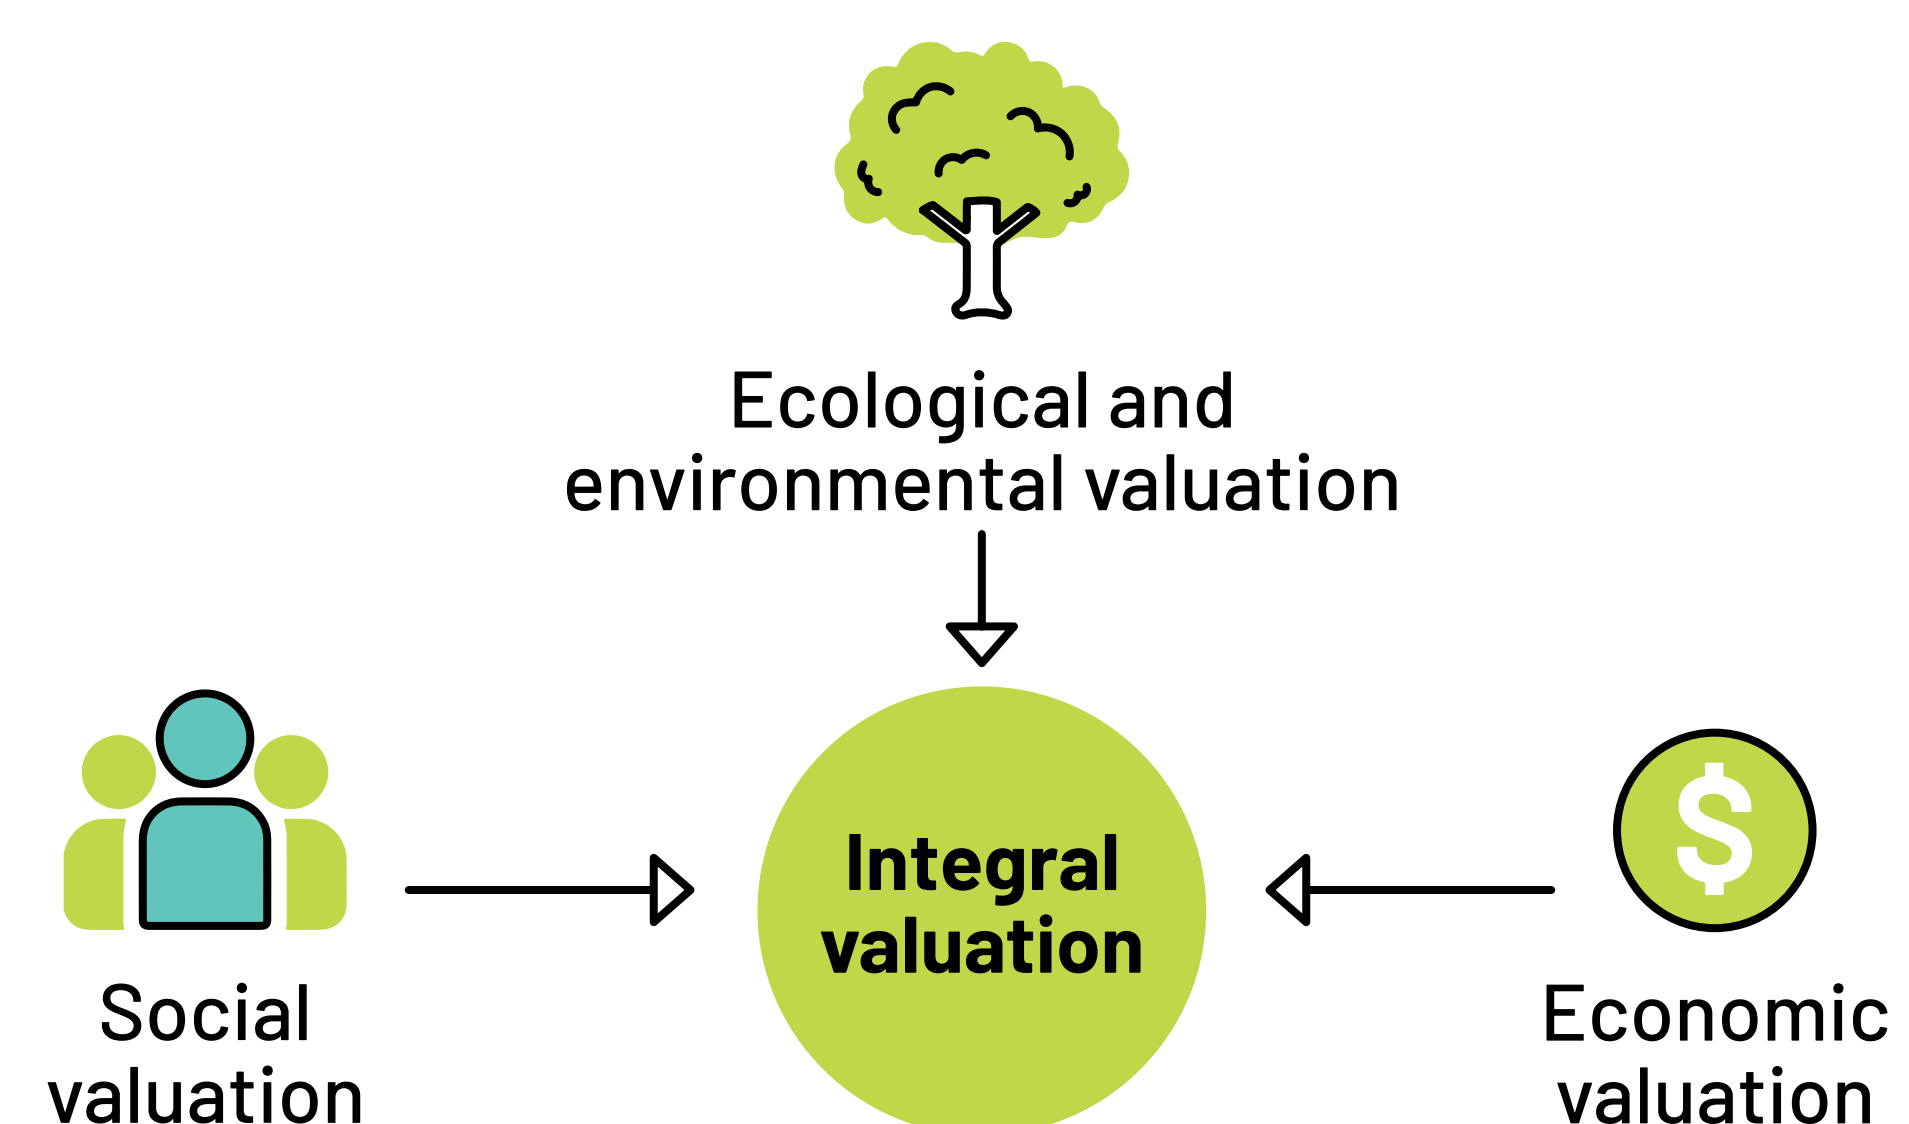 Ecological and
environmental valuation
Integral
valuation
$
Social
valuation
Economic
valuation